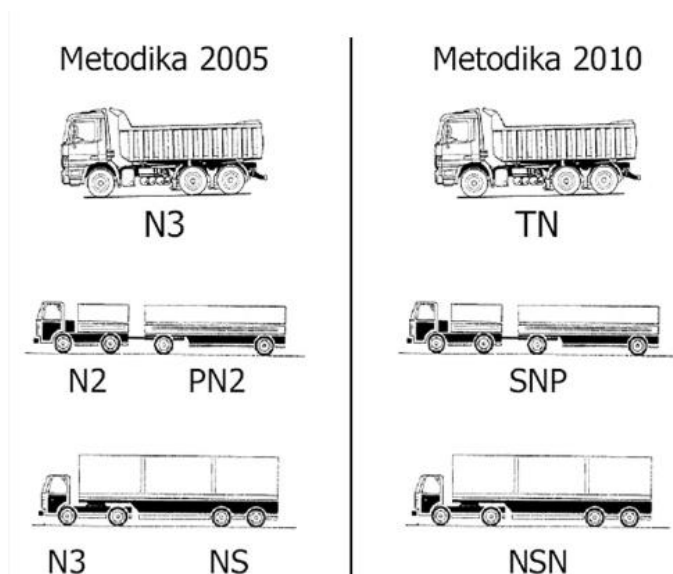 Metodika 2005
Metodika 2010
N3
TN
N2 PN2
SNP
N3 NS
NSN